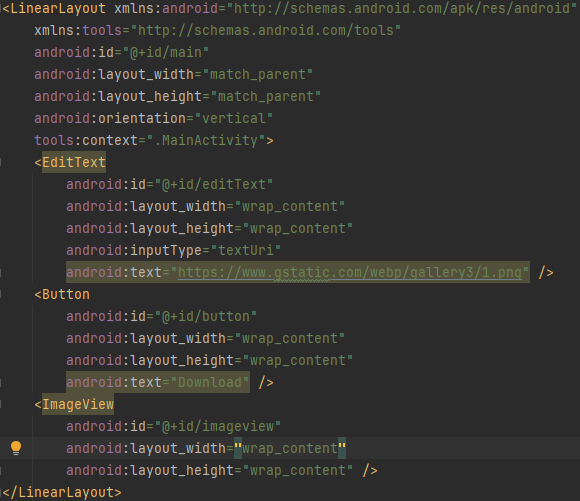 <LinearLayout xmlns:android="http://schemas.android.com/apk/res/android"
xmlns:tools="http://schemas.android.com/tools"
android:id="@+id/main"
android:layout_width="match_parent"
android:layout_height="match_parent"
android:orientation="vertical"
tools:context=".MainActivity">
<EditText
android:id="@+id/editText"
android:layout_width="wrap_content"
android:layout_height="wrap_content"
android:inputType="textUri"
android:text="https://www.gstatic.com/webp/gallery3/1.png" />
<Button
android:id="@+id/button"
android:layout_width="wrap_content"
android:layout_height="wrap_content"
android:text="Download" />
<ImageView
android:id="@+id/imageview"
android:layout_width="wrap_content"
android:layout_height="wrap_content" />
</LinearLayout>